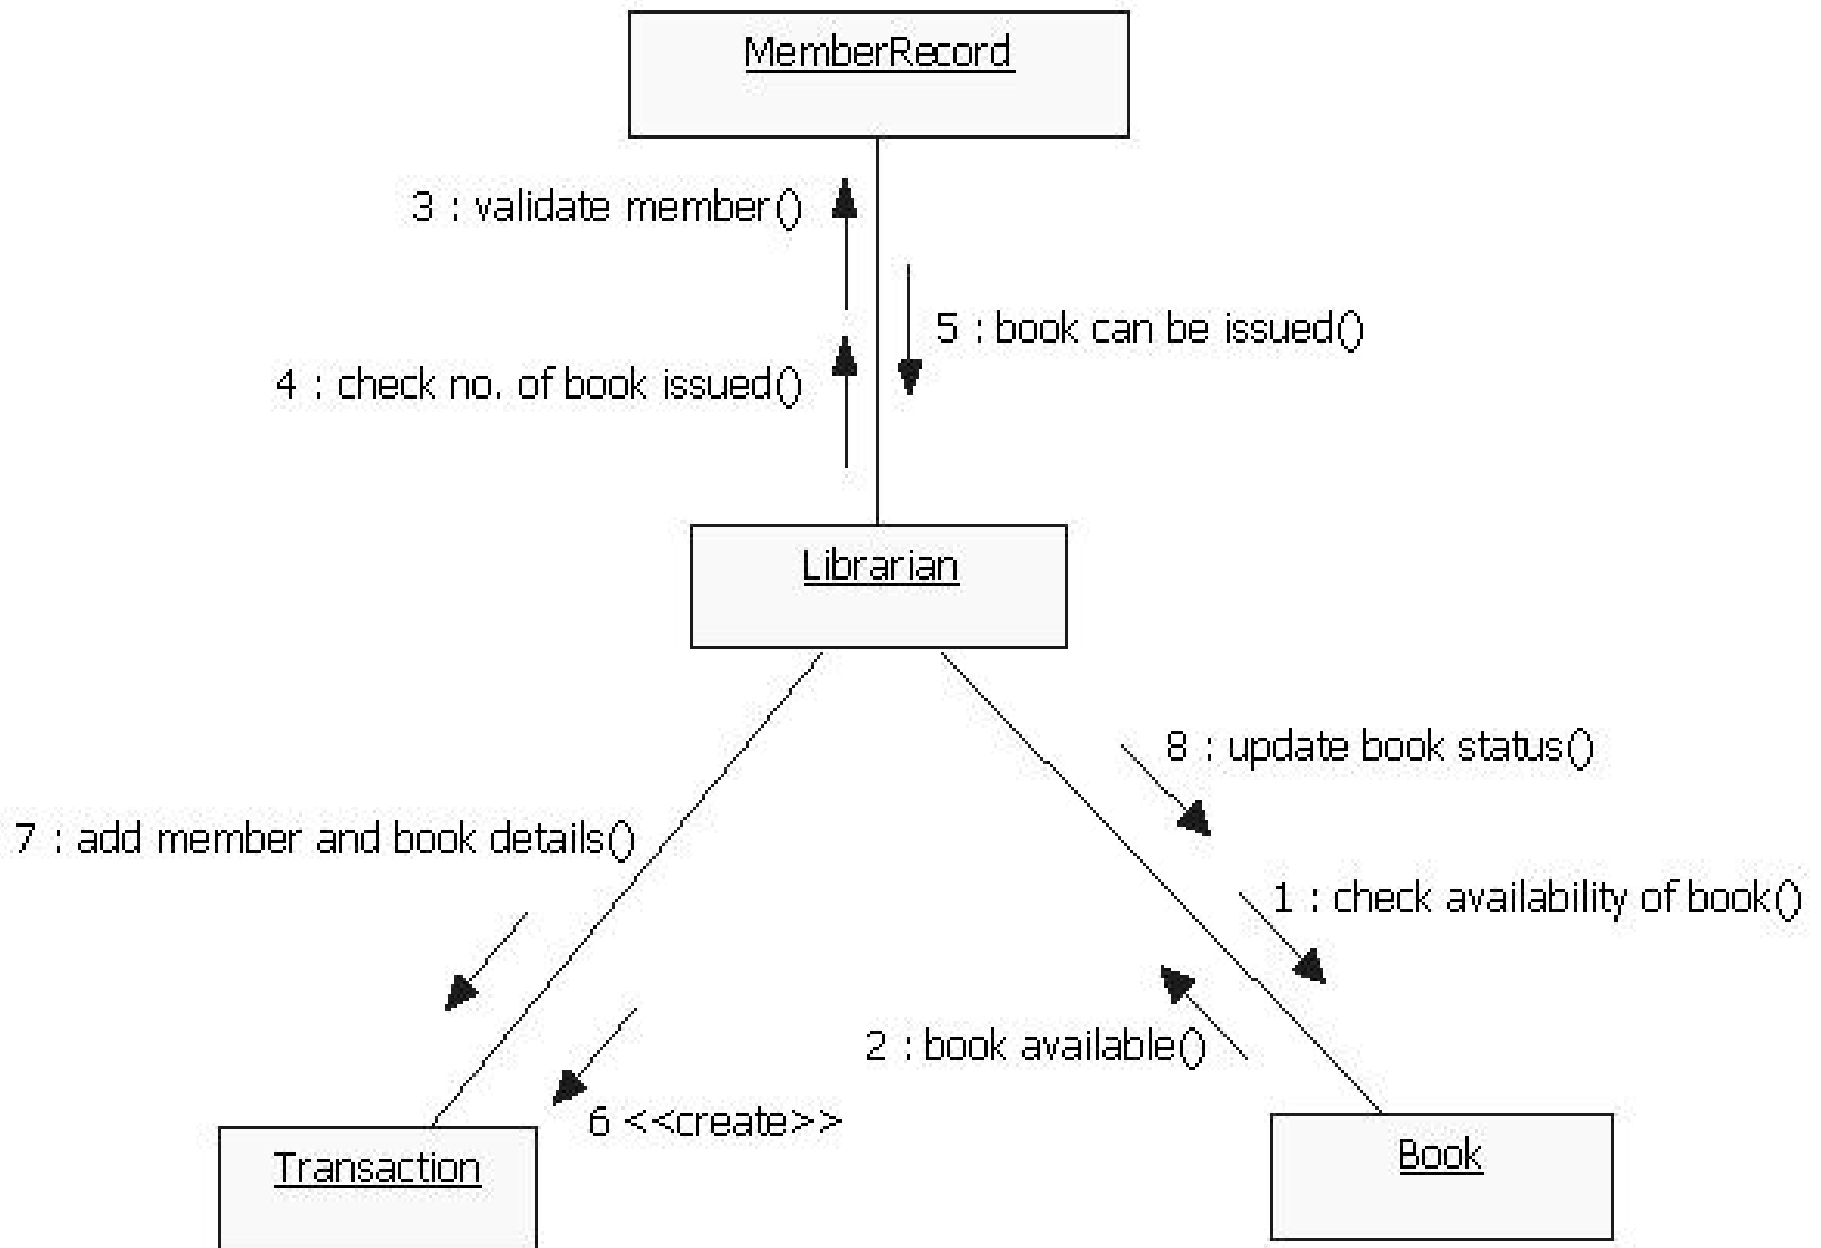 MemberRecord
3 : validate member()
5 : book can be issued()
4 : check no. of book issued()
Librarian
8 : update book status()
7 : add member and book details()
1 : check availability of book()
2 : book available()
6 <<create>>
Transaction
Book